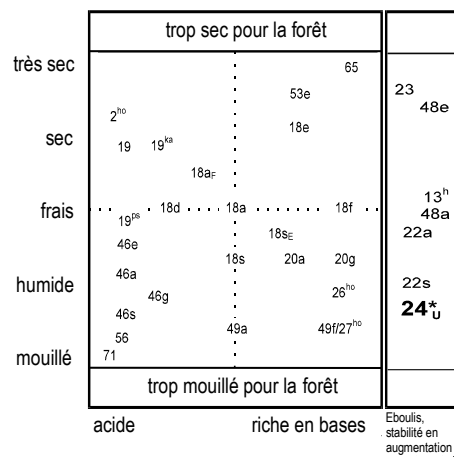 trop sec pour la forêt
très sec
65
53e
23
48e
2ho
18e
sec
19 19ka
18aF
13h
frais
18d 18a 18f
48a
19ps
18sE
22a
46e
18s 20a 20g
46a
humide
46g
26ho
22s
24*U
46s
49a 49f/27ho
56
mouillé
71
trop mouillé pour la forêt
acide riche en bases
Eboulis,
stabilité en
augmentation